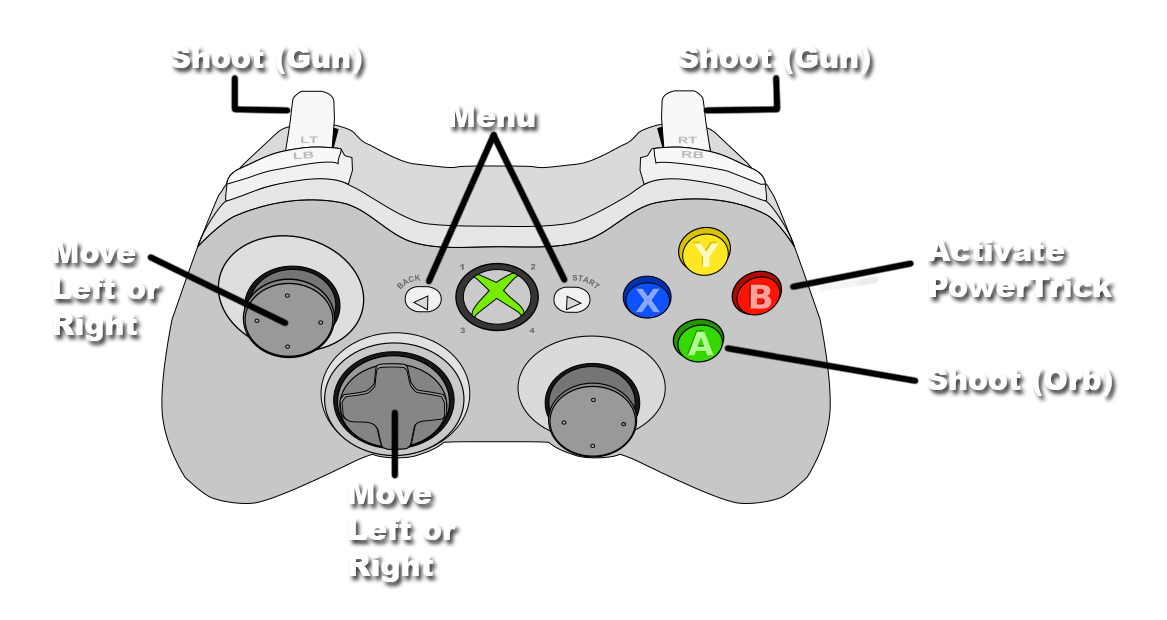 Shoot (Gun)
Shoot (Gun)
Menu
LT
RT
LB
RB
Y
Move
Left or
Right
Activate
PowerTrick
1
2
BACK
START
X
B
3
4
A
Shoot (Orb)
Move
Left or
Right